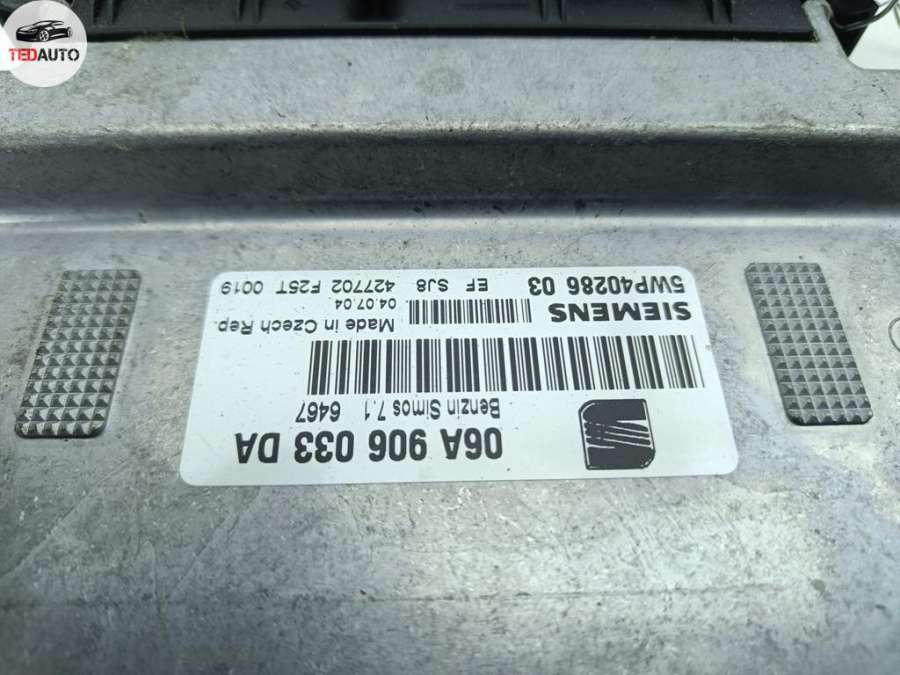 TEDAUTO
06A 906 033 DA
Benzin Simos 7.1 6467
SIEMENS
Made in Czech Rep.
04.07.04
5WP40286 03
EF SJ8 427702 F25T 0019